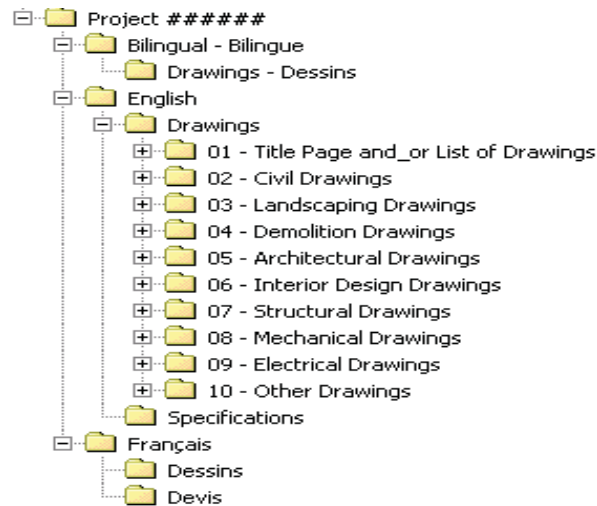 Project ######
Bilingual - Bilingue
Drawings - Dessins
English
Drawings
01 - Title Page and_or List of Drawings
02 - Civil Drawings
03 - Landscaping Drawings
04 - Demolition Drawings
05 - Architectural Drawings
06 - Interior Design Drawings
07 - Structural Drawings
08 - Mechanical Drawings
09 - Electrical Drawings
10 - Other Drawings
Specifications
Français
Dessins
Devis